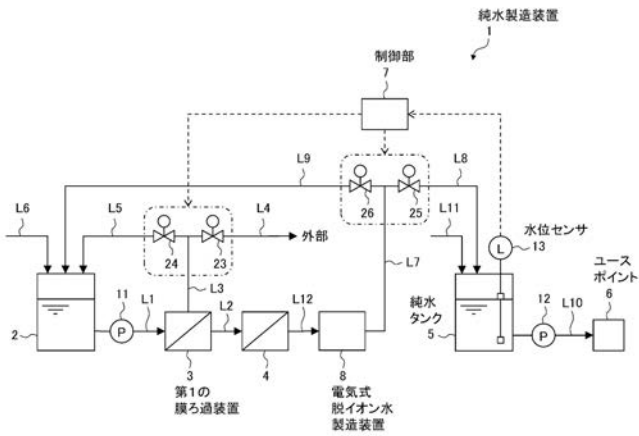 純水製造装置
1
制御部
7
L9
L8
L6
L5
L4
L11
26
25
外部
水位センサ
13
L
24
23
L3
L7
ユース
ポイント
6
11
L1
L2
L12
純水
タンク
5
12
L10
2
P
P
3
4
8
第1の
膜ろ過装置
電気式
脱イオン水
製造装置